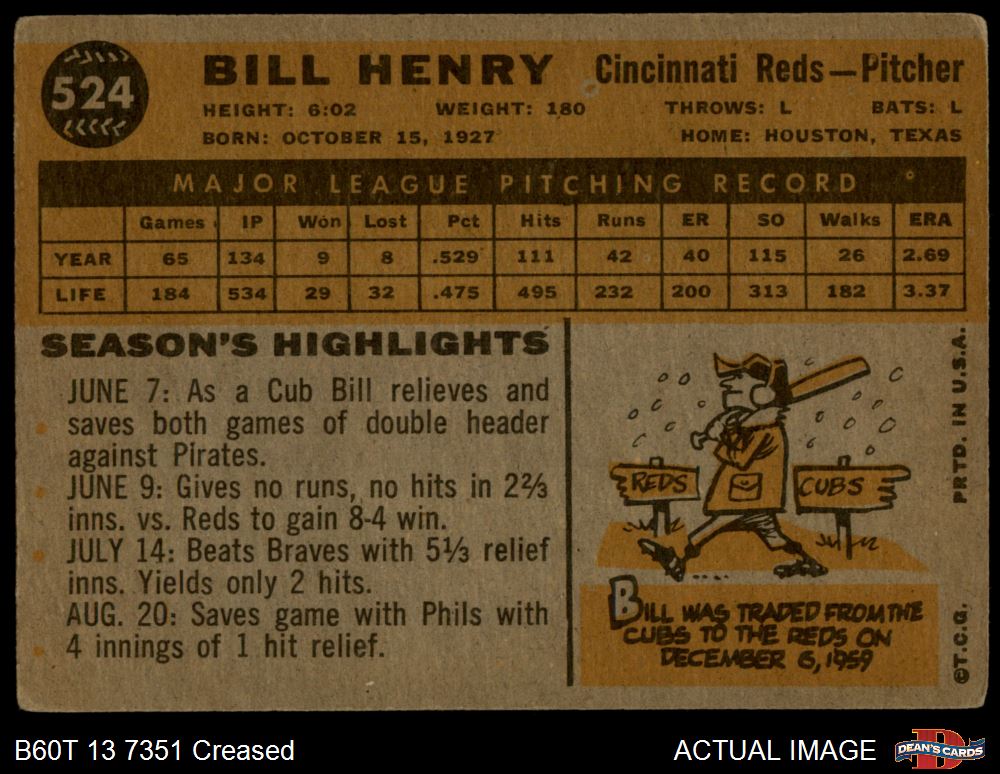 524
BILL HENRY Cincinnati Reds—Pitcher
HEIGHT: 6:02 WEIGHT: 180 THROWS: L BATS: L
BORN: OCTOBER 15, 1927 HOME: HOUSTON, TEXAS
MAJOR LEAGUE PITCHING RECORD
Games IP Won Lost Pct Hits Runs ER SO Walks ERA
YEAR 65 134 9 8 .529 111 42 40 115 26 2.69
LIFE 184 534 29 32 .475 495 232 200 313 182 3.37
SEASON'S HIGHLIGHTS
JUNE 7: As a Cub Bill relieves and
saves both games of double header
against Pirates.
JUNE 9: Gives no runs, no hits in 2⅔
inns. vs. Reds to gain 8-4 win.
JULY 14: Beats Braves with 5⅓ relief
inns. Yields only 2 hits.
AUG. 20: Saves game with Phils with
4 innings of 1 hit relief.
REDS
CUBS
BILL WAS TRADED FROM THE
CUBS TO THE REDS ON
DECEMBER 6, 1959
PRTD. IN U.S.A.
©T.C.G.
B60T 13 7351 Creased
ACTUAL IMAGE
DEAN'S CARDS